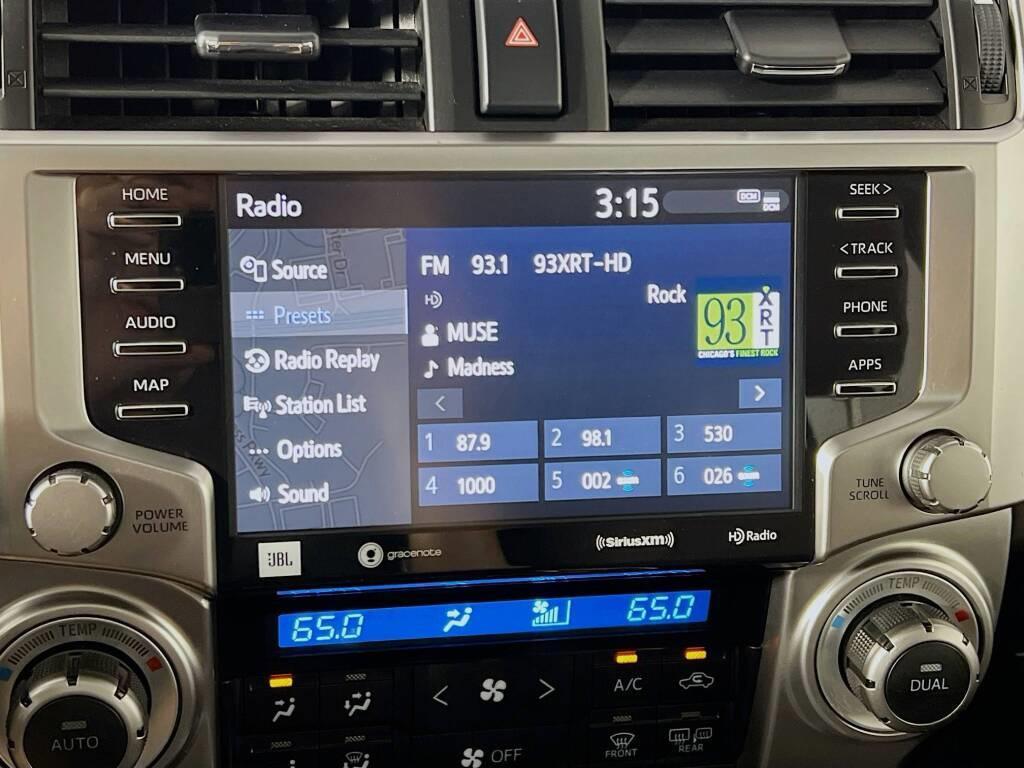 HOME
MENU
AUDIO
MAP
POWER
VOLUME
Radio
3:15
DCM
DCM
Source
Presets
Radio Replay
Station List
Options
Sound
FM 93.1 93XRT-HD
HD
Rock
MUSE
Madness
93
XRT
CHICAGO'S FINEST ROCK
<
>
1 87.9
2 98.1
3 530
4 1000
5 002
6 026
SEEK >
< TRACK
PHONE
APPS
TUNE
SCROLL
JBL
gracenote
((SiriusXM))
HD Radio
65.0
65.0
TEMP
AUTO
< >
OFF
A/C
FRONT
REAR
TEMP
DUAL